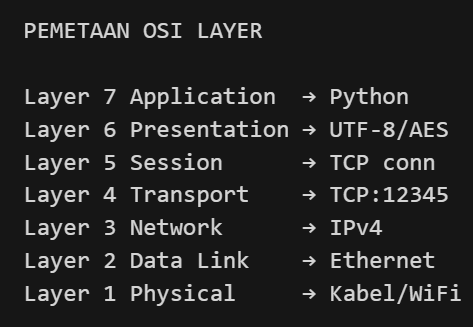 PEMETAAN OSI LAYER
Layer 7 Application → Python
Layer 6 Presentation → UTF-8/AES
Layer 5 Session → TCP conn
Layer 4 Transport → TCP:12345
Layer 3 Network → IPv4
Layer 2 Data Link → Ethernet
Layer 1 Physical → Kabel/WiFi